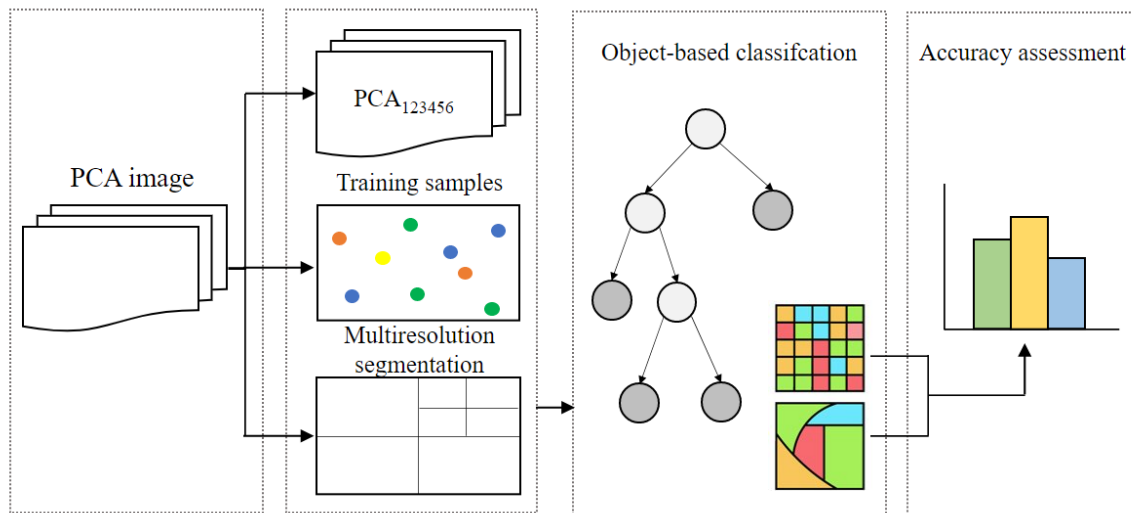 PCA image
PCA123456
Training samples
Multiresolution
segmentation
Object-based classifcation
Accuracy assessment